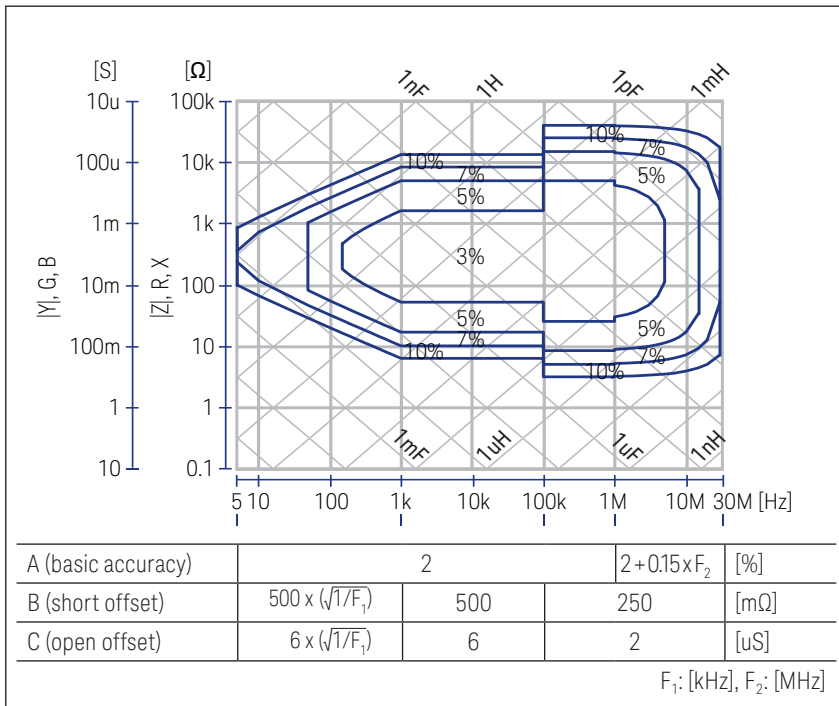 [S] [Ω] 1nF 1H 1pF 1mH
10u 100k
10% 7%
100u 10k 10%
7% 5%
5%
1m 1k
|Y|, G, B |Z|, R, X 3%
10m 100
5% 5%
7% 7%
100m 10 10% 10%
1 1
1mF 1uH 1uF 1nH
10 0.1
5 10 100 1k 10k 100k 1M 10M 30M [Hz]
A (basic accuracy) 2 2+0.15xF₂ [%]
B (short offset) 500 x (√1/F₁) 500 250 [mΩ]
C (open offset) 6 x (√1/F₁) 6 2 [uS]
F₁: [kHz], F₂: [MHz]